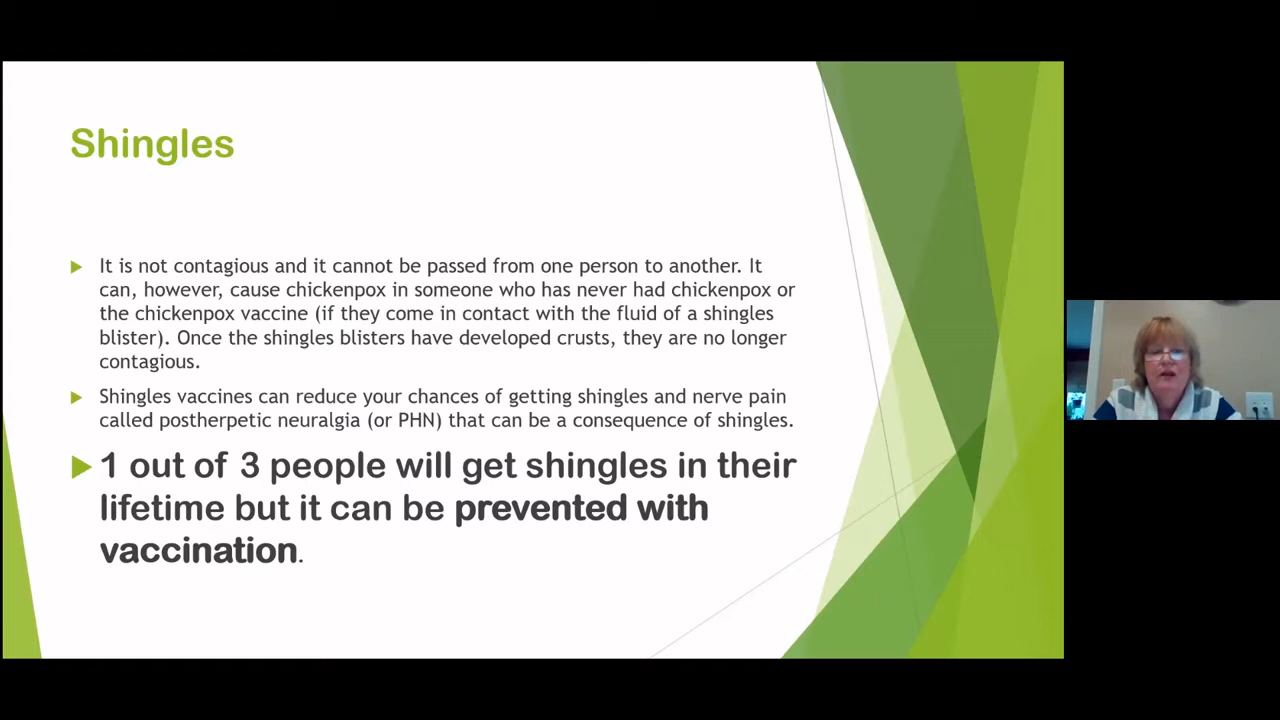 Shingles
It is not contagious and it cannot be passed from one person to another. It
can, however, cause chickenpox in someone who has never had chickenpox or
the chickenpox vaccine (if they come in contact with the fluid of a shingles
blister). Once the shingles blisters have developed crusts, they are no longer
contagious.
Shingles vaccines can reduce your chances of getting shingles and nerve pain
called postherpetic neuralgia (or PHN) that can be a consequence of shingles.
1 out of 3 people will get shingles in their
lifetime but it can be prevented with
vaccination.